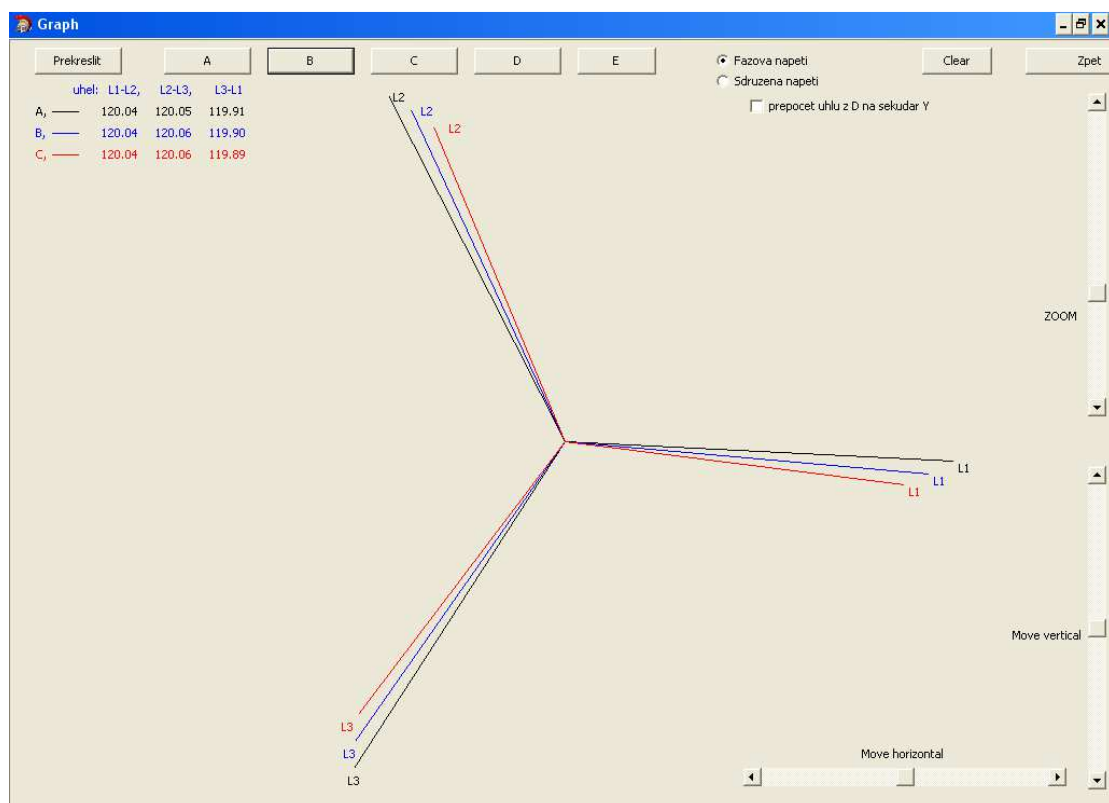 Graph
Prekreslit A B C D E Fazova napeti Clear Zpet
Sdruzena napeti
uhel: L1-L2, L2-L3, L3-L1
prepocet uhlu z D na sekudar Y
A, 120.04 120.05 119.91
B, 120.04 120.06 119.90
C, 120.04 120.06 119.89
L2
L2
L2
ZOOM
L1
L1
L1
Move vertical
L3
L3
L3
Move horizontal